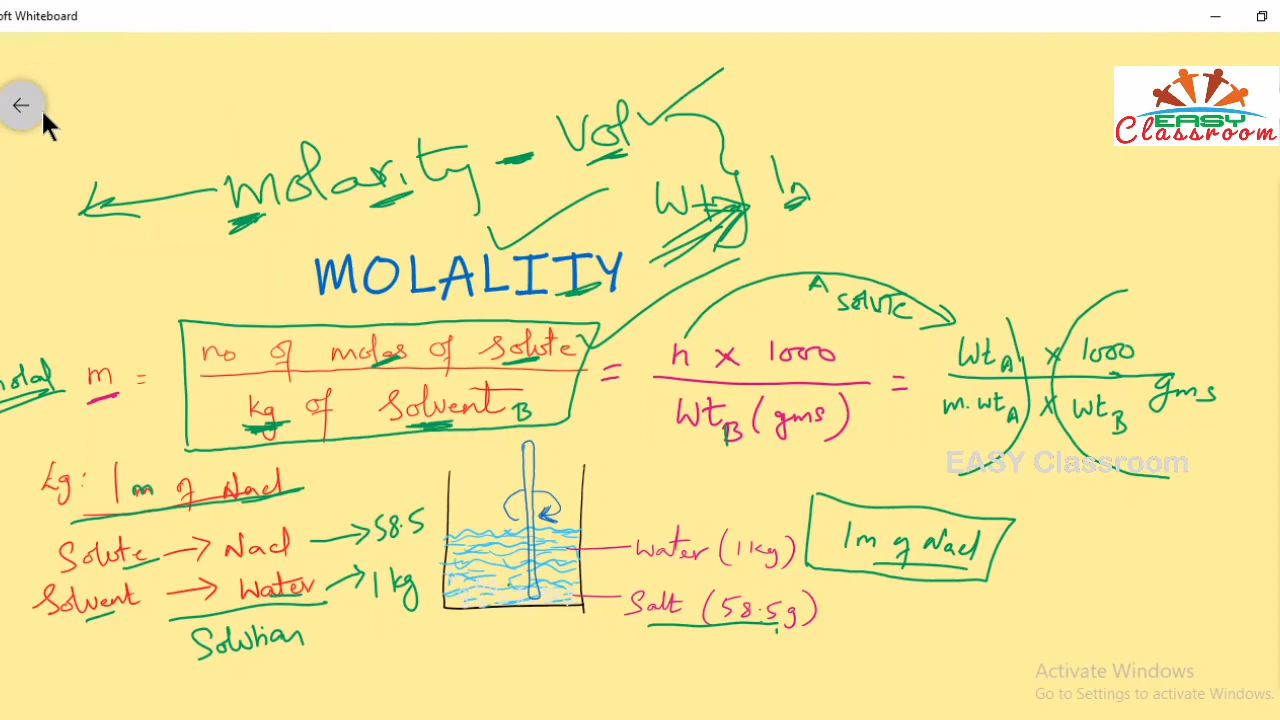 oft Whiteboard
EASY
Classroom
molarity - Vol
Wt
MOLALITY
molal m = no of moles of solute / kg of solvent B = n x 1000 / Wt B (gms) = Wt A x 1000 / m. wt A x Wt B gms
A solute
EASY Classroom
Eg: 1m of Nacl
Solute → Nacl → 58.5
Solvent → Water → 1 kg
Solution
Water (1kg)
Salt (58.5g)
1m of Nacl
Activate Windows
Go to Settings to activate Windows.